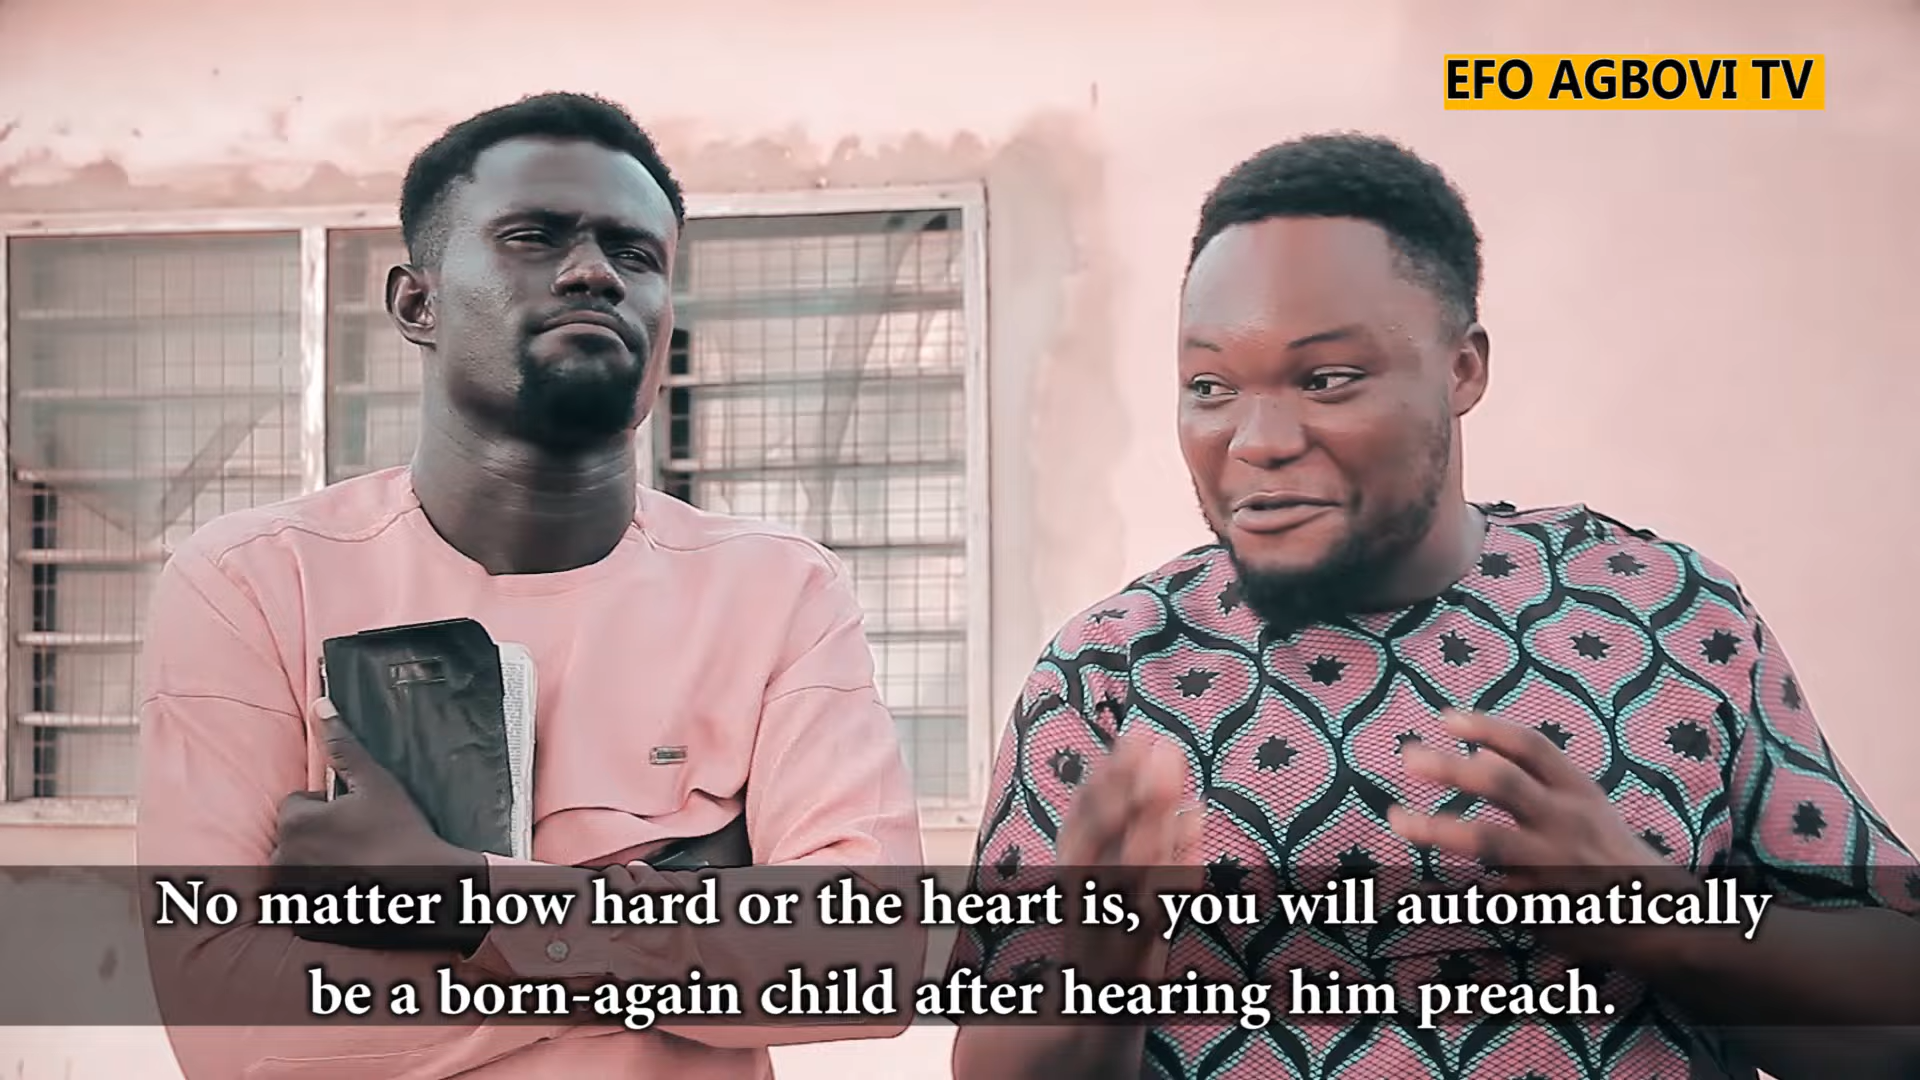 EFO AGBOVI TV
No matter how hard or the heart is, you will automatically
be a born-again child after hearing him preach.